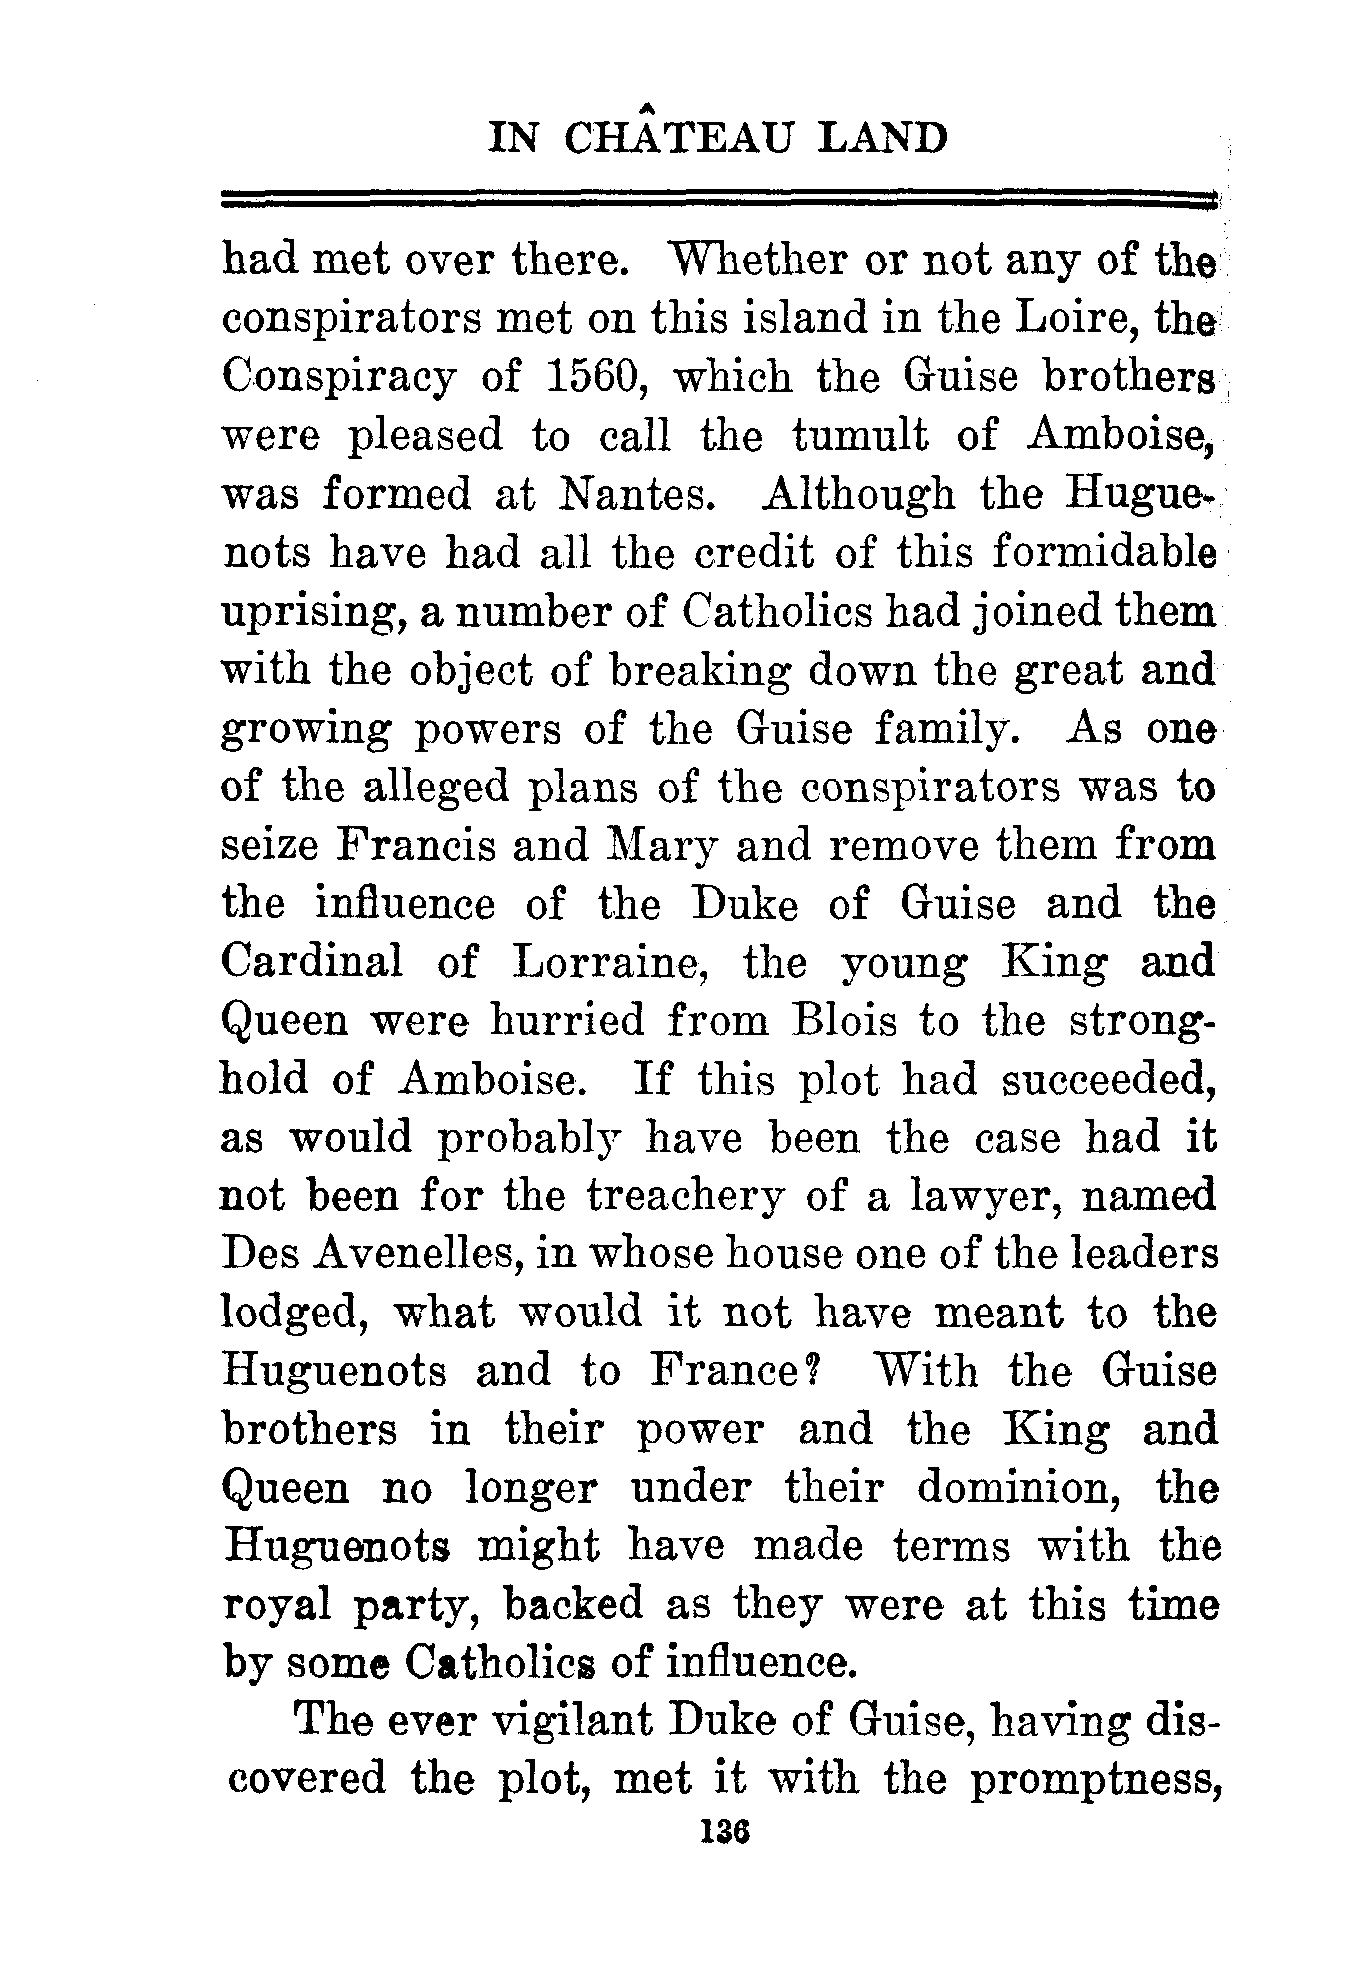 IN CHÂTEAU LAND
had met over there. Whether or not any of the
conspirators met on this island in the Loire, the
Conspiracy of 1560, which the Guise brothers
were pleased to call the tumult of Amboise,
was formed at Nantes. Although the Hugue-
nots have had all the credit of this formidable
uprising, a number of Catholics had joined them
with the object of breaking down the great and
growing powers of the Guise family. As one
of the alleged plans of the conspirators was to
seize Francis and Mary and remove them from
the influence of the Duke of Guise and the
Cardinal of Lorraine, the young King and
Queen were hurried from Blois to the strong-
hold of Amboise. If this plot had succeeded,
as would probably have been the case had it
not been for the treachery of a lawyer, named
Des Avenelles, in whose house one of the leaders
lodged, what would it not have meant to the
Huguenots and to France? With the Guise
brothers in their power and the King and
Queen no longer under their dominion, the
Huguenots might have made terms with the
royal party, backed as they were at this time
by some Catholics of influence.
The ever vigilant Duke of Guise, having dis-
covered the plot, met it with the promptness,
136